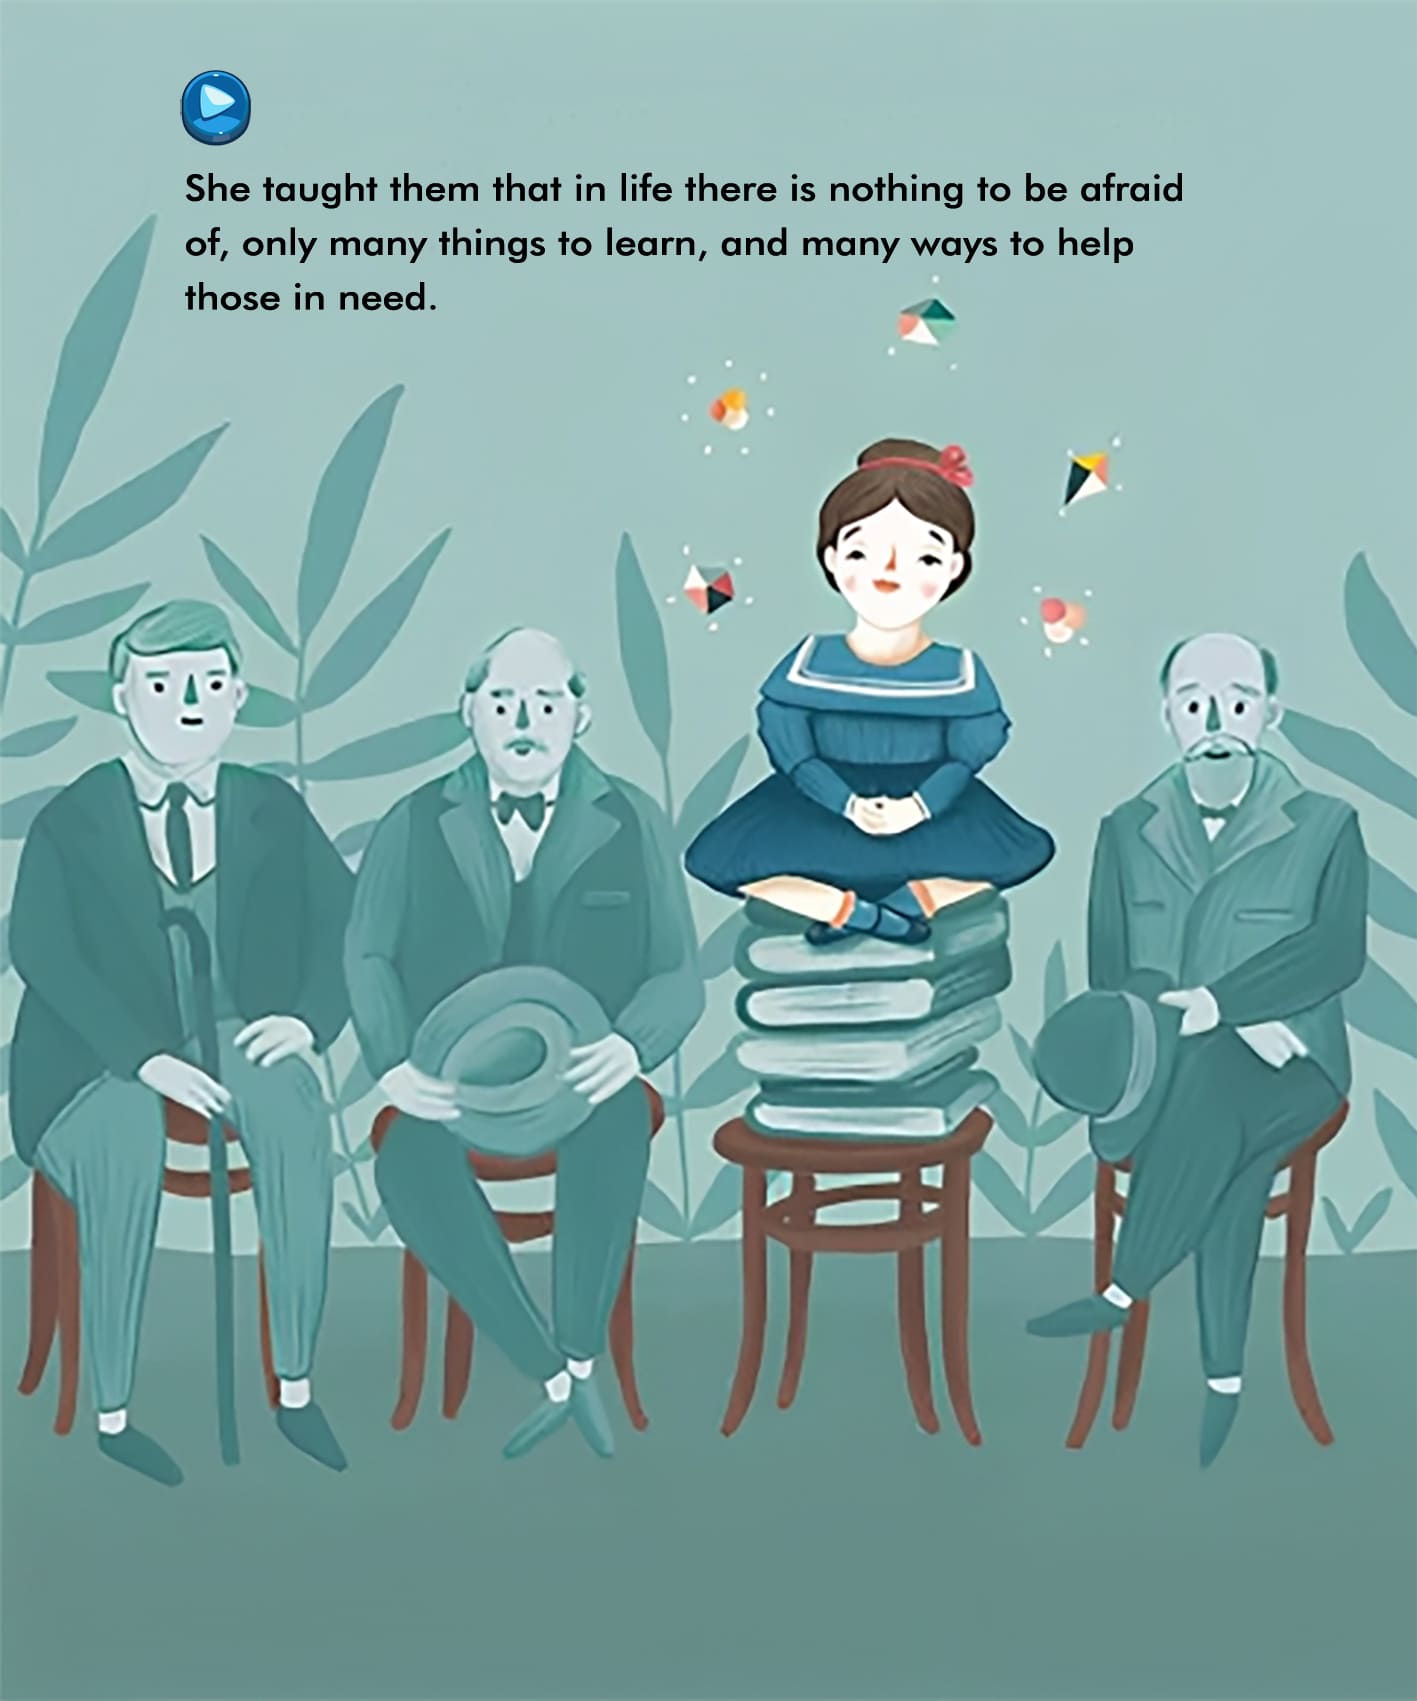 She taught them that in life there is nothing to be afraid
of, only many things to learn, and many ways to help
those in need.